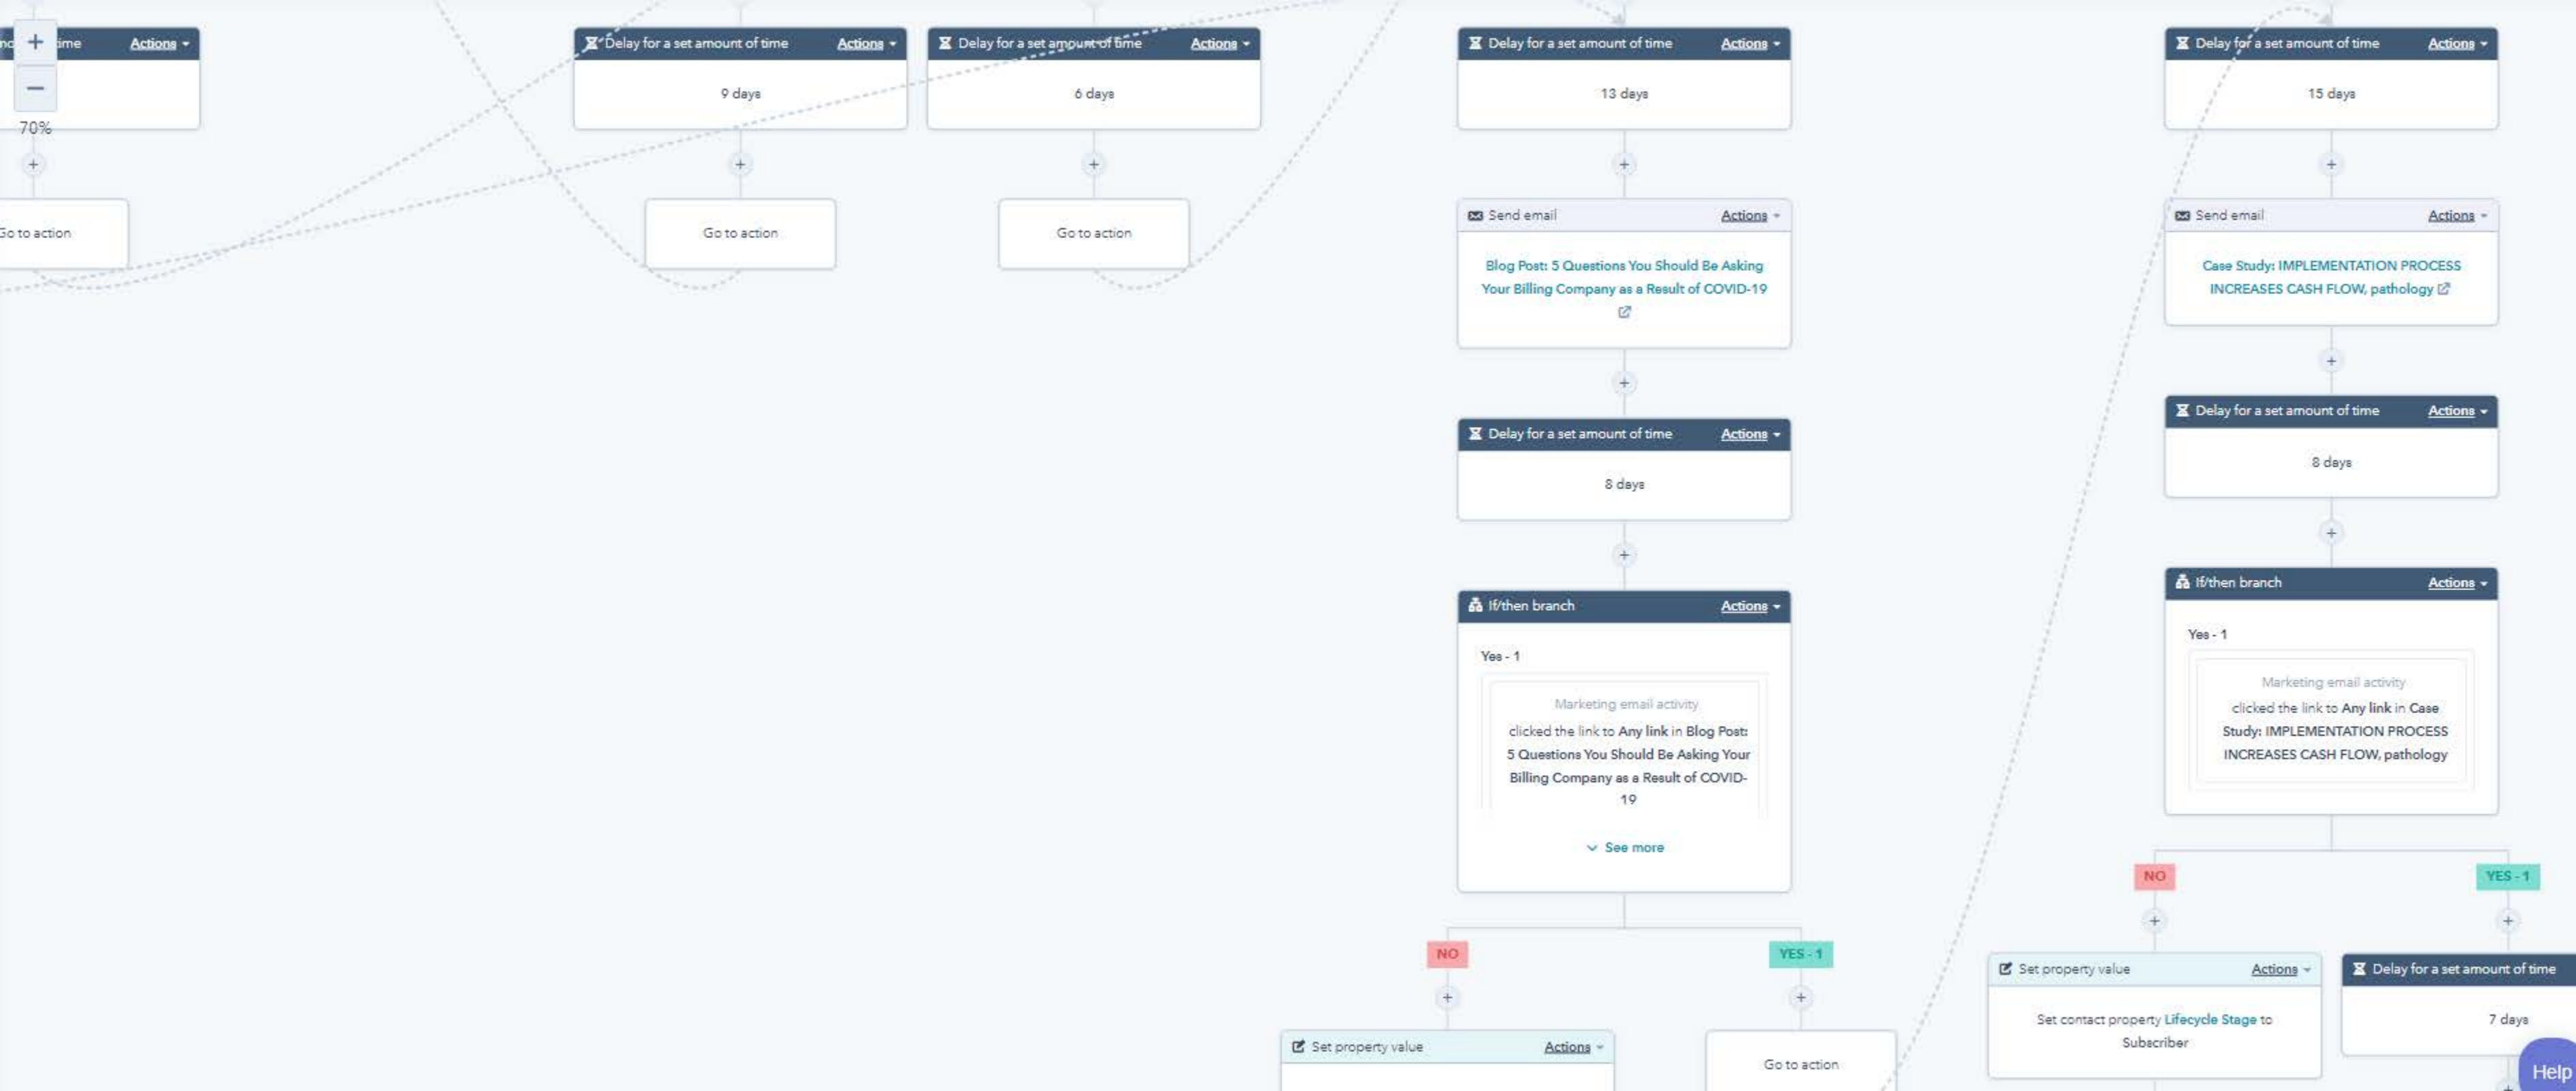 +
ime
Actions
−
70%
+
Go to action
Delay for a set amount of time
Actions
9 days
+
Go to action
Delay for a set amount of time
Actions
6 days
+
Go to action
Delay for a set amount of time
Actions
13 days
+
Send email
Actions
Blog Post: 5 Questions You Should Be Asking
Your Billing Company as a Result of COVID-19
+
Delay for a set amount of time
Actions
8 days
+
If/then branch
Actions
Yes - 1
Marketing email activity
clicked the link to Any link in Blog Post:
5 Questions You Should Be Asking Your
Billing Company as a Result of COVID-
19
See more
NO
YES - 1
+
+
Set property value
Actions
Go to action
Delay for a set amount of time
Actions
15 days
+
Send email
Actions
Case Study: IMPLEMENTATION PROCESS
INCREASES CASH FLOW, pathology
+
Delay for a set amount of time
Actions
8 days
+
If/then branch
Actions
Yes - 1
Marketing email activity
clicked the link to Any link in Case
Study: IMPLEMENTATION PROCESS
INCREASES CASH FLOW, pathology
NO
YES - 1
+
+
Set property value
Actions
Set contact property Lifecycle Stage to
Subscriber
Delay for a set amount of time
7 days
Help